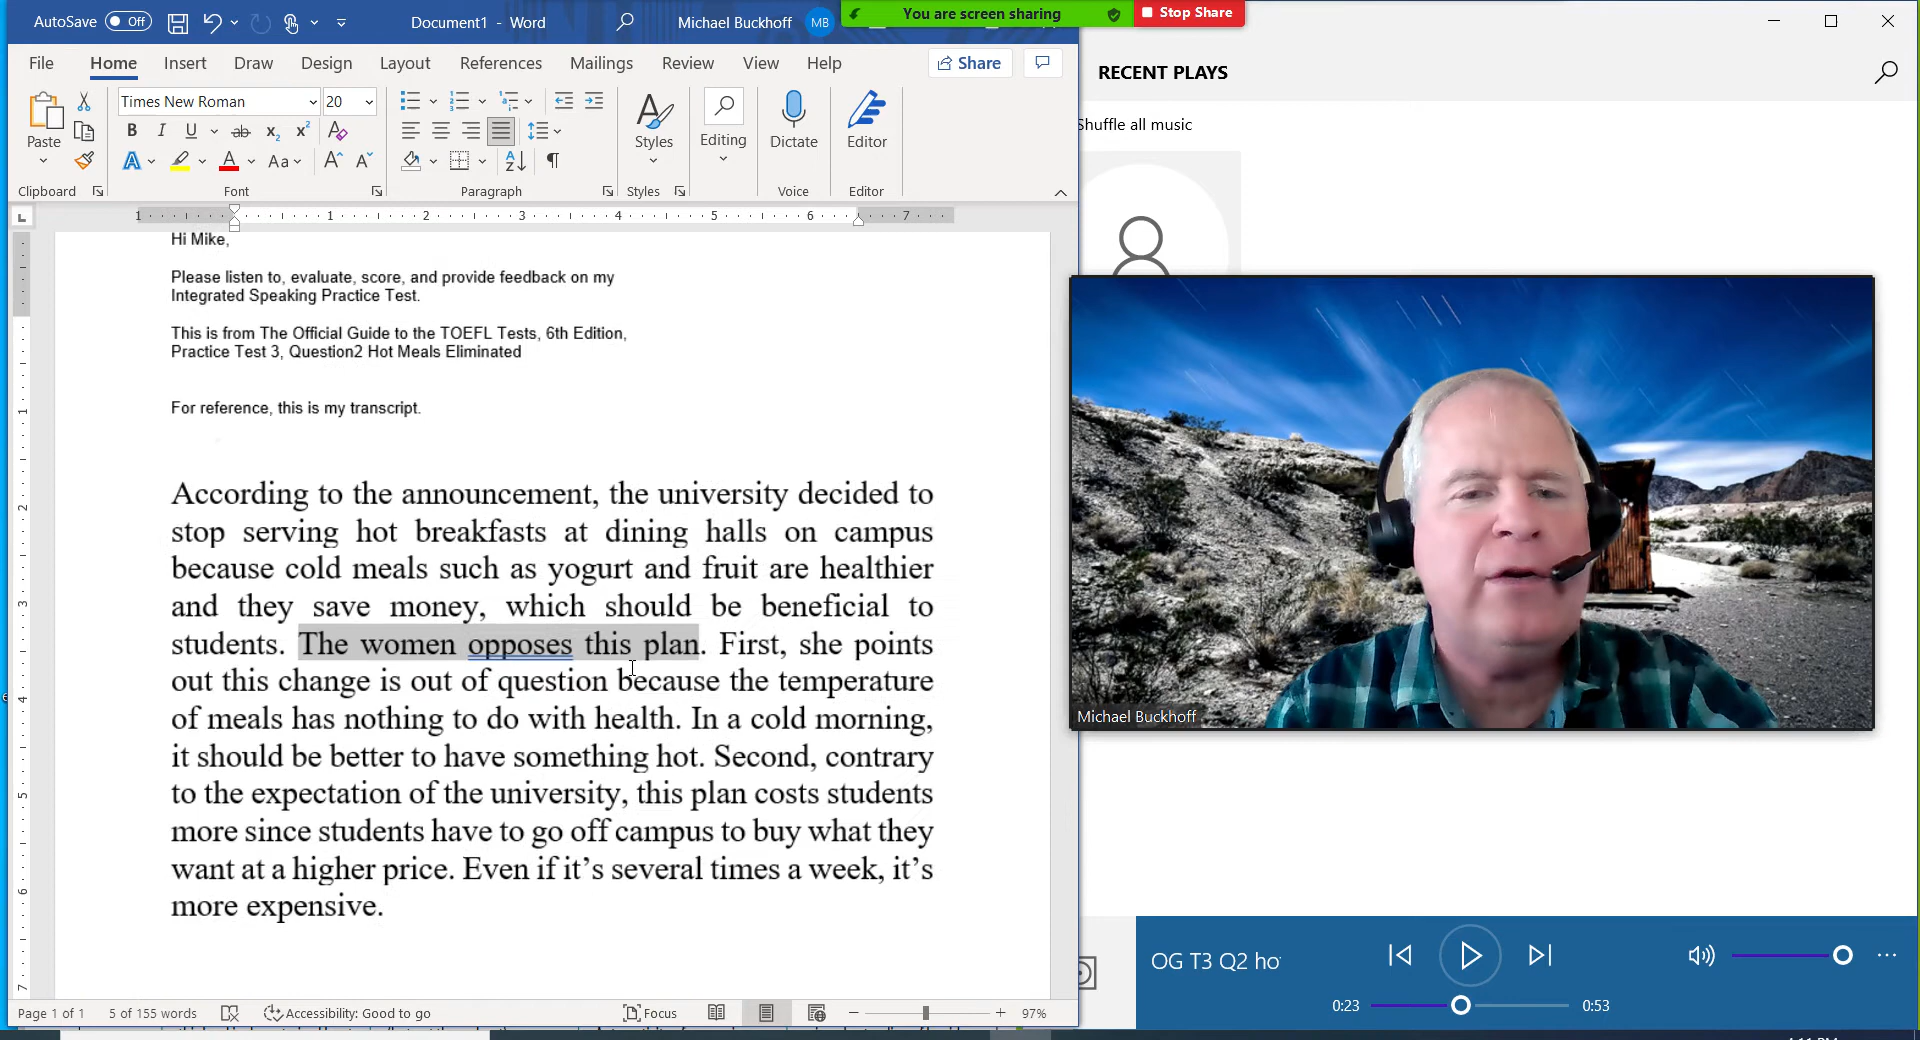 AutoSave Off
Document1 - Word
Michael Buckhoff MB
You are screen sharing
Stop Share
File Home Insert Draw Design Layout References Mailings Review View Help
Share
Times New Roman 20
Paste
Styles
Editing
Dictate
Editor
Clipboard
Font
Paragraph
Styles
Voice
Editor
Hi Mike,
Please listen to, evaluate, score, and provide feedback on my
Integrated Speaking Practice Test.
This is from The Official Guide to the TOEFL Tests, 6th Edition,
Practice Test 3, Question2 Hot Meals Eliminated
For reference, this is my transcript.
According to the announcement, the university decided to
stop serving hot breakfasts at dining halls on campus
because cold meals such as yogurt and fruit are healthier
and they save money, which should be beneficial to
students. The women opposes this plan. First, she points
out this change is out of question because the temperature
of meals has nothing to do with health. In a cold morning,
it should be better to have something hot. Second, contrary
to the expectation of the university, this plan costs students
more since students have to go off campus to buy what they
want at a higher price. Even if it's several times a week, it's
more expensive.
Page 1 of 1 5 of 155 words Accessibility: Good to go Focus 97%
RECENT PLAYS
Shuffle all music
Michael Buckhoff
OG T3 Q2 ho
0:23 0:53